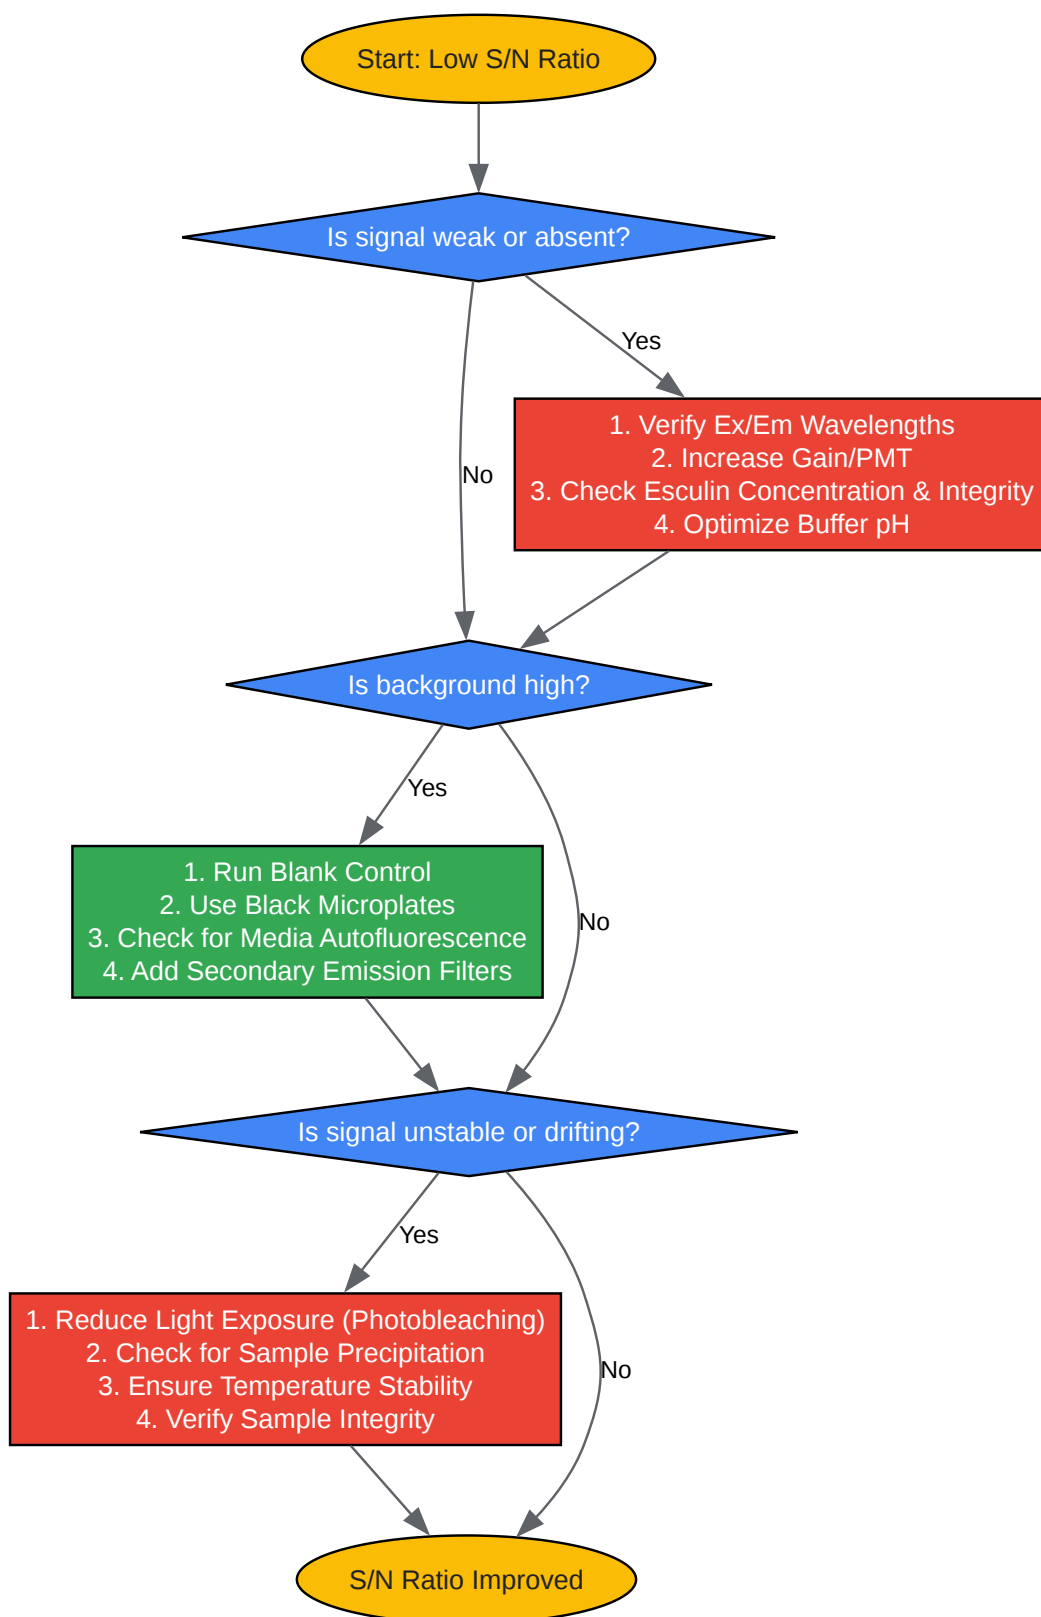 Start: Low S/N Ratio
Is signal weak or absent?
Yes
1. Verify Ex/Em Wavelengths
2. Increase Gain/PMT
3. Check Esculin Concentration & Integrity
4. Optimize Buffer pH
No
Is background high?
Yes
1. Run Blank Control
2. Use Black Microplates
3. Check for Media Autofluorescence
4. Add Secondary Emission Filters
No
Is signal unstable or drifting?
Yes
1. Reduce Light Exposure (Photobleaching)
2. Check for Sample Precipitation
3. Ensure Temperature Stability
4. Verify Sample Integrity
No
S/N Ratio Improved